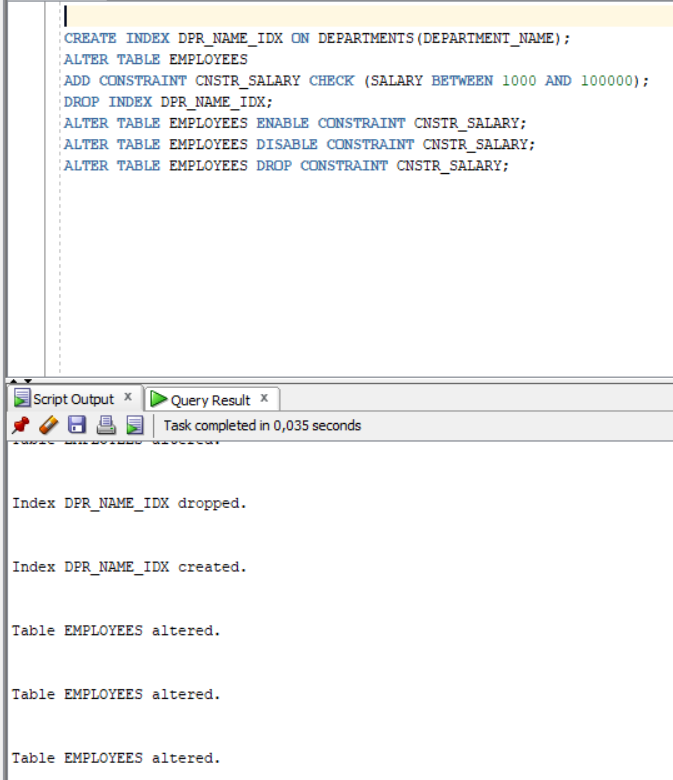 CREATE INDEX DPR_NAME_IDX ON DEPARTMENTS(DEPARTMENT_NAME);
ALTER TABLE EMPLOYEES
ADD CONSTRAINT CNSTR_SALARY CHECK (SALARY BETWEEN 1000 AND 100000);
DROP INDEX DPR_NAME_IDX;
ALTER TABLE EMPLOYEES ENABLE CONSTRAINT CNSTR_SALARY;
ALTER TABLE EMPLOYEES DISABLE CONSTRAINT CNSTR_SALARY;
ALTER TABLE EMPLOYEES DROP CONSTRAINT CNSTR_SALARY;
Script Output x Query Result x
Task completed in 0,035 seconds
Table EMPLOYEES altered.
Index DPR_NAME_IDX dropped.
Index DPR_NAME_IDX created.
Table EMPLOYEES altered.
Table EMPLOYEES altered.
Table EMPLOYEES altered.